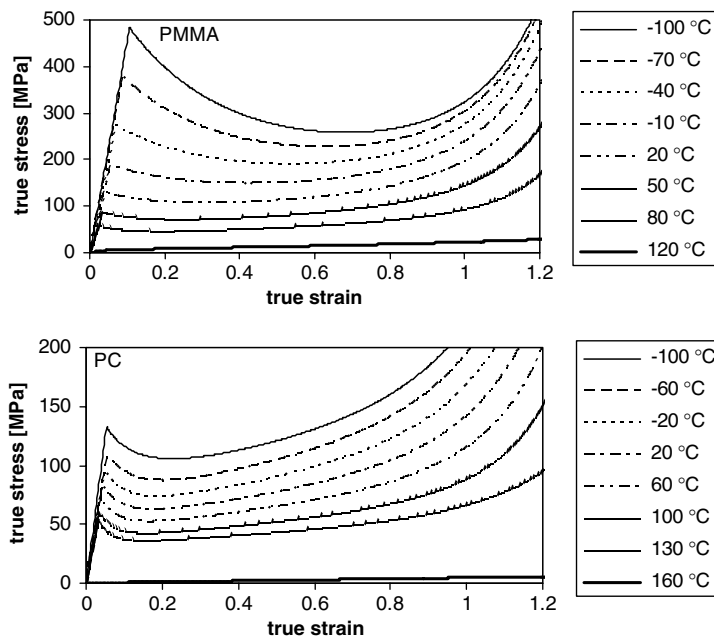 500
400
300
200
100
0
true stress [MPa]
PMMA
0 0.2 0.4 0.6 0.8 1 1.2
true strain
-100 °C
-70 °C
-40 °C
-10 °C
20 °C
50 °C
80 °C
120 °C
200
150
100
50
0
true stress [MPa]
PC
0 0.2 0.4 0.6 0.8 1 1.2
true strain
-100 °C
-60 °C
-20 °C
20 °C
60 °C
100 °C
130 °C
160 °C